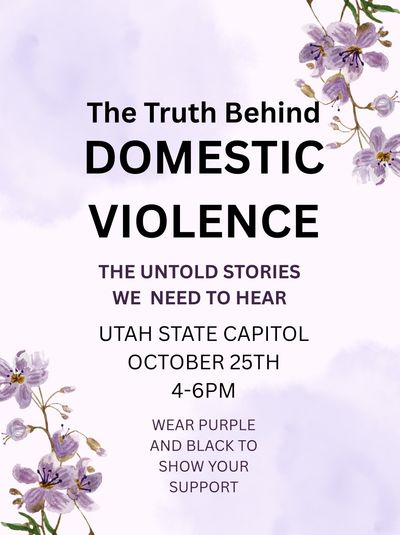 The Truth Behind
DOMESTIC
VIOLENCE
THE UNTOLD STORIES
WE NEED TO HEAR
UTAH STATE CAPITOL
OCTOBER 25TH
4-6PM
WEAR PURPLE
AND BLACK TO
SHOW YOUR
SUPPORT